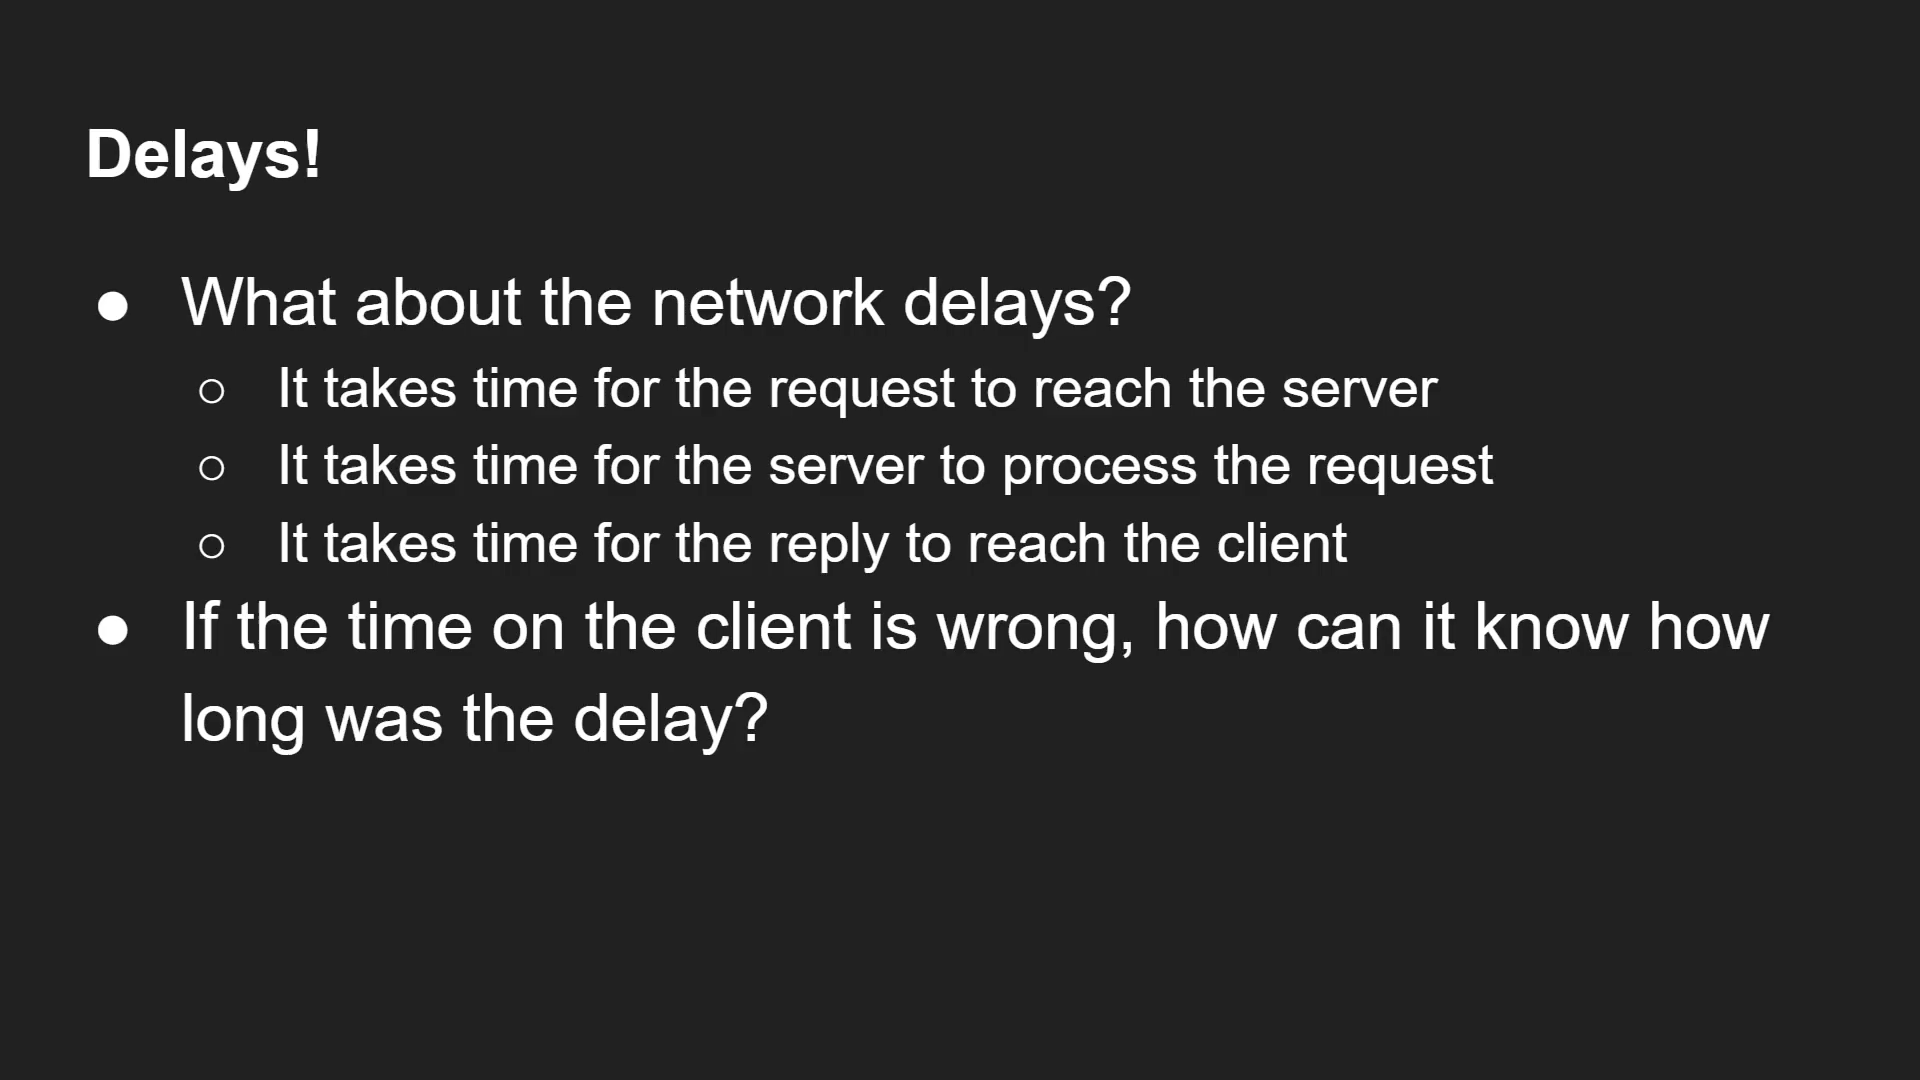 Delays!
● What about the network delays?
○ It takes time for the request to reach the server
○ It takes time for the server to process the request
○ It takes time for the reply to reach the client
● If the time on the client is wrong, how can it know how
long was the delay?